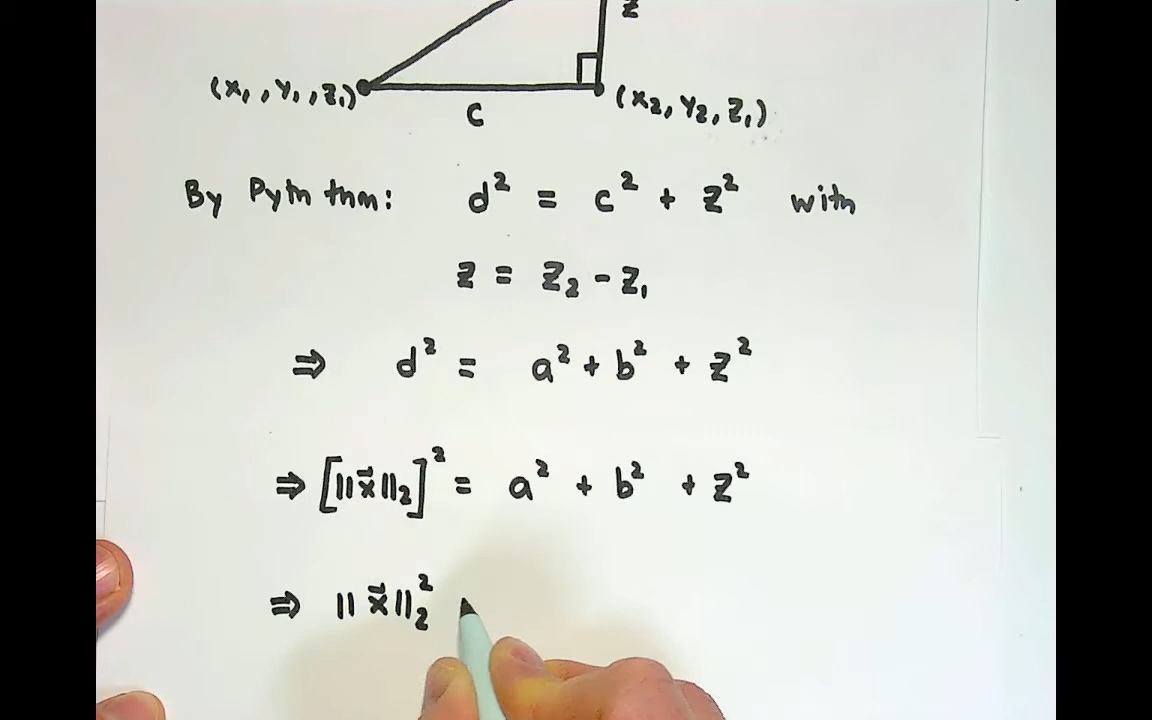 z
(x₁, y₁, z₁)
c
(x₂, y₂, z₁)
By Pyth thm: d² = c² + z² with
z = z₂ - z₁
⇒ d² = a² + b² + z²
⇒ [||x⃗||₂]² = a² + b² + z²
⇒ ||x⃗||₂²